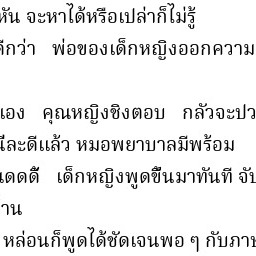 หัน จะหาได้หรือเปล่าก็ไม่รู้
ดีกว่า พ่อของเด็กหญิงออกความ
เอง คุณหญิงชิงตอบ กลัวจะปว
นีละดีแล้ว หมอพยาบาลมีพร้อม
แดดดี๊ เด็กหญิงพูดขึ้นมาทันที จับ
าน
หล่อนก็พูดได้ชัดเจนพอ ๆ กับภาษ